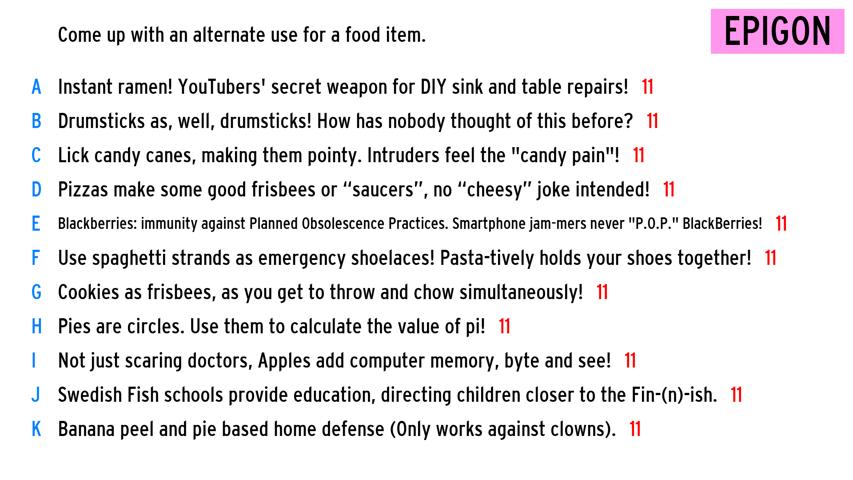 Come up with an alternate use for a food item.
EPIGON
A Instant ramen! YouTubers' secret weapon for DIY sink and table repairs! 11
B Drumsticks as, well, drumsticks! How has nobody thought of this before? 11
C Lick candy canes, making them pointy. Intruders feel the "candy pain"! 11
D Pizzas make some good frisbees or “saucers”, no “cheesy” joke intended! 11
E Blackberries: immunity against Planned Obsolescence Practices. Smartphone jam-mers never "P.O.P." BlackBerries! 11
F Use spaghetti strands as emergency shoelaces! Pasta-tively holds your shoes together! 11
G Cookies as frisbees, as you get to throw and chow simultaneously! 11
H Pies are circles. Use them to calculate the value of pi! 11
I Not just scaring doctors, Apples add computer memory, byte and see! 11
J Swedish Fish schools provide education, directing children closer to the Fin-(n)-ish. 11
K Banana peel and pie based home defense (Only works against clowns). 11